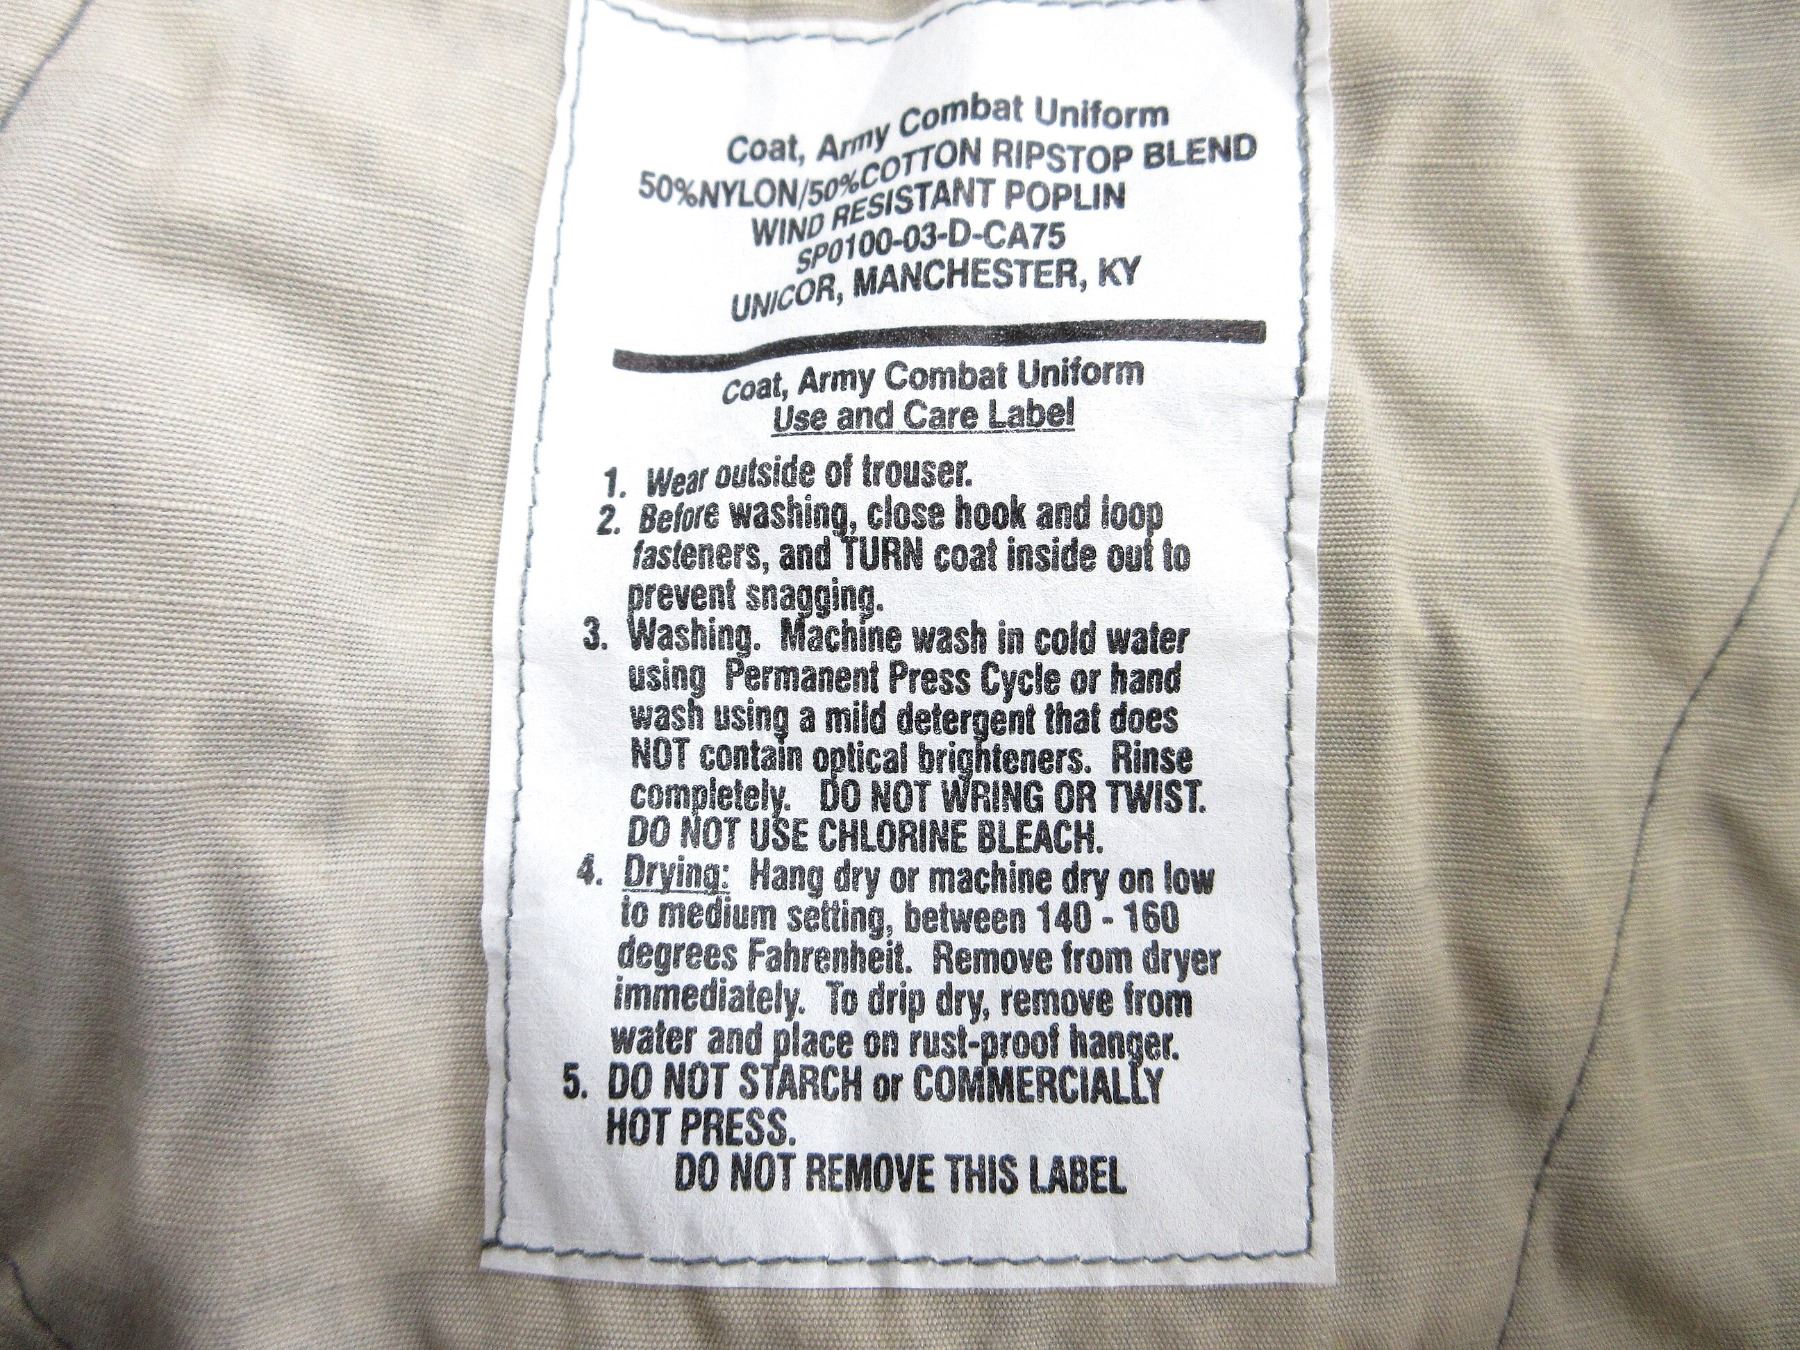 Coat, Army Combat Uniform
50%NYLON/50%COTTON RIPSTOP BLEND
WIND RESISTANT POPLIN
SP0100-03-D-CA75
UNICOR, MANCHESTER, KY
Coat, Army Combat Uniform
Use and Care Label
1. Wear outside of trouser.
2. Before washing, close hook and loop
fasteners, and TURN coat inside out to
prevent snagging.
3. Washing. Machine wash in cold water
using Permanent Press Cycle or hand
wash using a mild detergent that does
NOT contain optical brighteners. Rinse
completely. DO NOT WRING OR TWIST.
DO NOT USE CHLORINE BLEACH.
4. Drying: Hang dry or machine dry on low
to medium setting, between 140 - 160
degrees Fahrenheit. Remove from dryer
immediately. To drip dry, remove from
water and place on rust-proof hanger.
5. DO NOT STARCH or COMMERCIALLY
HOT PRESS.
DO NOT REMOVE THIS LABEL